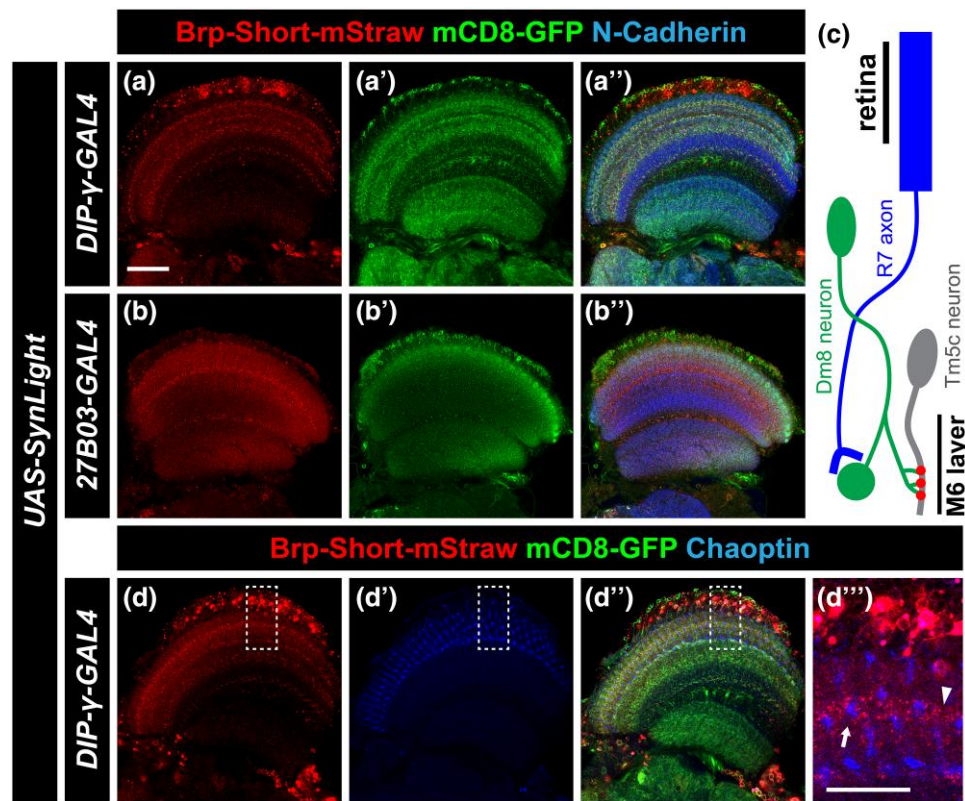 Brp-Short-mStraw mCD8-GFP N-Cadherin
(c)
UAS-SynLight
DIP-γ-GAL4
(a)
(a')
(a'')
27B03-GAL4
(b)
(b')
(b'')
retina
R7 axon
Dm8 neuron
Tm5c neuron
M6 layer
Brp-Short-mStraw mCD8-GFP Chaoptin
DIP-γ-GAL4
(d)
(d')
(d'')
(d''')